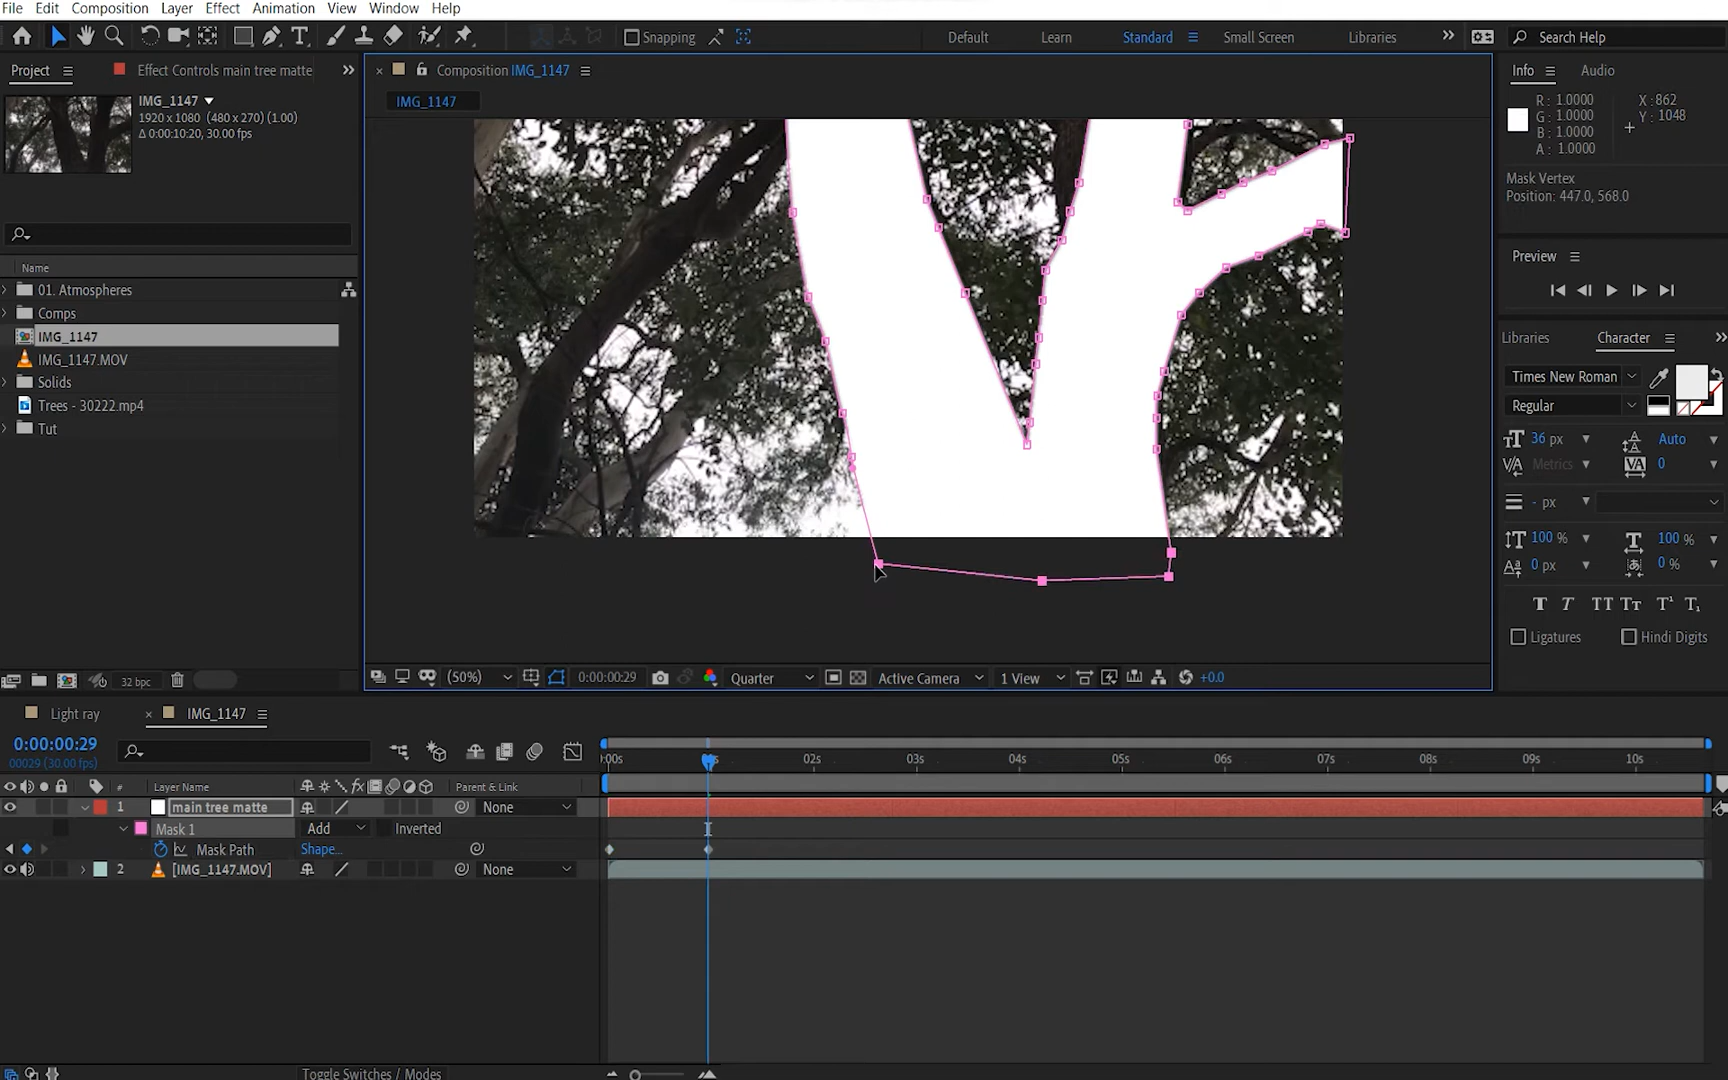 File Edit Composition Layer Effect Animation View Window Help
Snapping Default Learn Standard Small Screen Libraries Search Help
Project Effect Controls main tree matte
IMG_1147
1920 x 1080 (480 x 270) (1.00)
Δ 0:00:10:20, 30.00 fps
Name
01. Atmospheres
Comps
IMG_1147
IMG_1147.MOV
Solids
Trees - 30222.mp4
Tut
32 bpc
Composition IMG_1147
IMG_1147
(50%) 0:00:00:29 Quarter Active Camera 1 View +0.0
Info Audio
R: 1.0000 X: 862
G: 1.0000 Y: 1048
B: 1.0000
A: 1.0000
Mask Vertex
Position: 447.0, 568.0
Preview
Libraries Character
Times New Roman
Regular
36 px Auto
Metrics 0
- px
100 % 100 %
0 px 0 %
T T TT Tт T¹ T₁
Ligatures Hindi Digits
Light ray IMG_1147
0:00:00:29
00029 (30.00 fps)
:00s 02s 03s 04s 05s 06s 07s 08s 09s 10s
# Layer Name Parent & Link
1 main tree matte None
Mask 1 Add Inverted
Mask Path Shape...
2 [IMG_1147.MOV] None
Toggle Switches / Modes